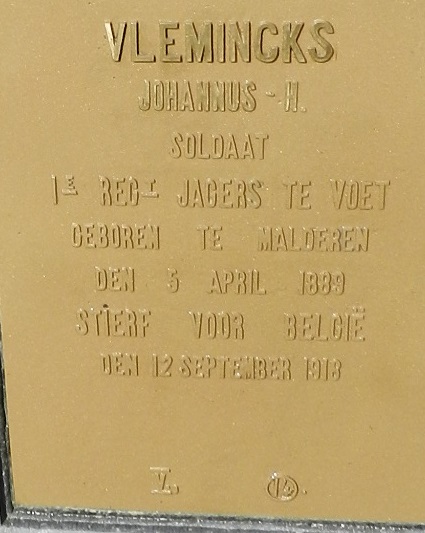 VLEMINCKS
JOHANNUS - H.
SOLDAAT
1E REGT JAGERS TE VOET
GEBOREN TE MALDEREN
DEN 5 APRIL 1889
STIERF VOOR BELGIË
DEN 12 SEPTEMBER 1918
V. 14.